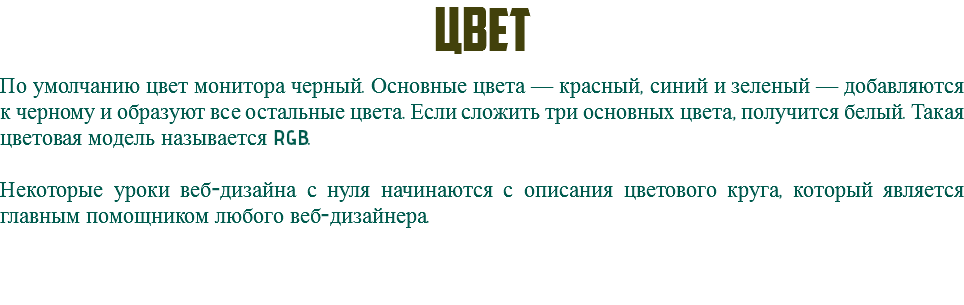 ЦВЕТ
По умолчанию цвет монитора черный. Основные цвета — красный, синий и зеленый — добавляются
к черному и образуют все остальные цвета. Если сложить три основных цвета, получится белый. Такая
цветовая модель называется RGB.
Некоторые уроки веб-дизайна с нуля начинаются с описания цветового круга, который является
главным помощником любого веб-дизайнера.